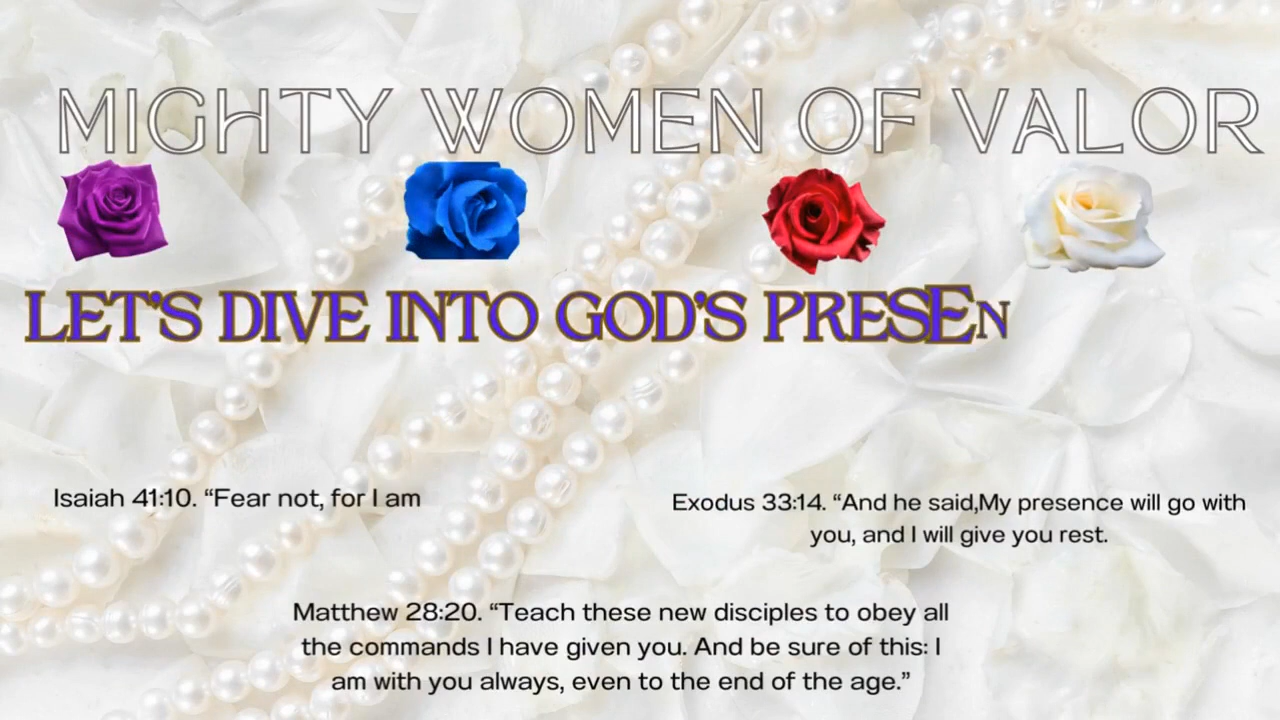 MIGHTY WOMEN OF VALOR
LET'S DIVE INTO GOD'S PRESEN
Isaiah 41:10. “Fear not, for I am
Exodus 33:14. “And he said,My presence will go with
you, and I will give you rest.
Matthew 28:20. “Teach these new disciples to obey all
the commands I have given you. And be sure of this: I
am with you always, even to the end of the age.”